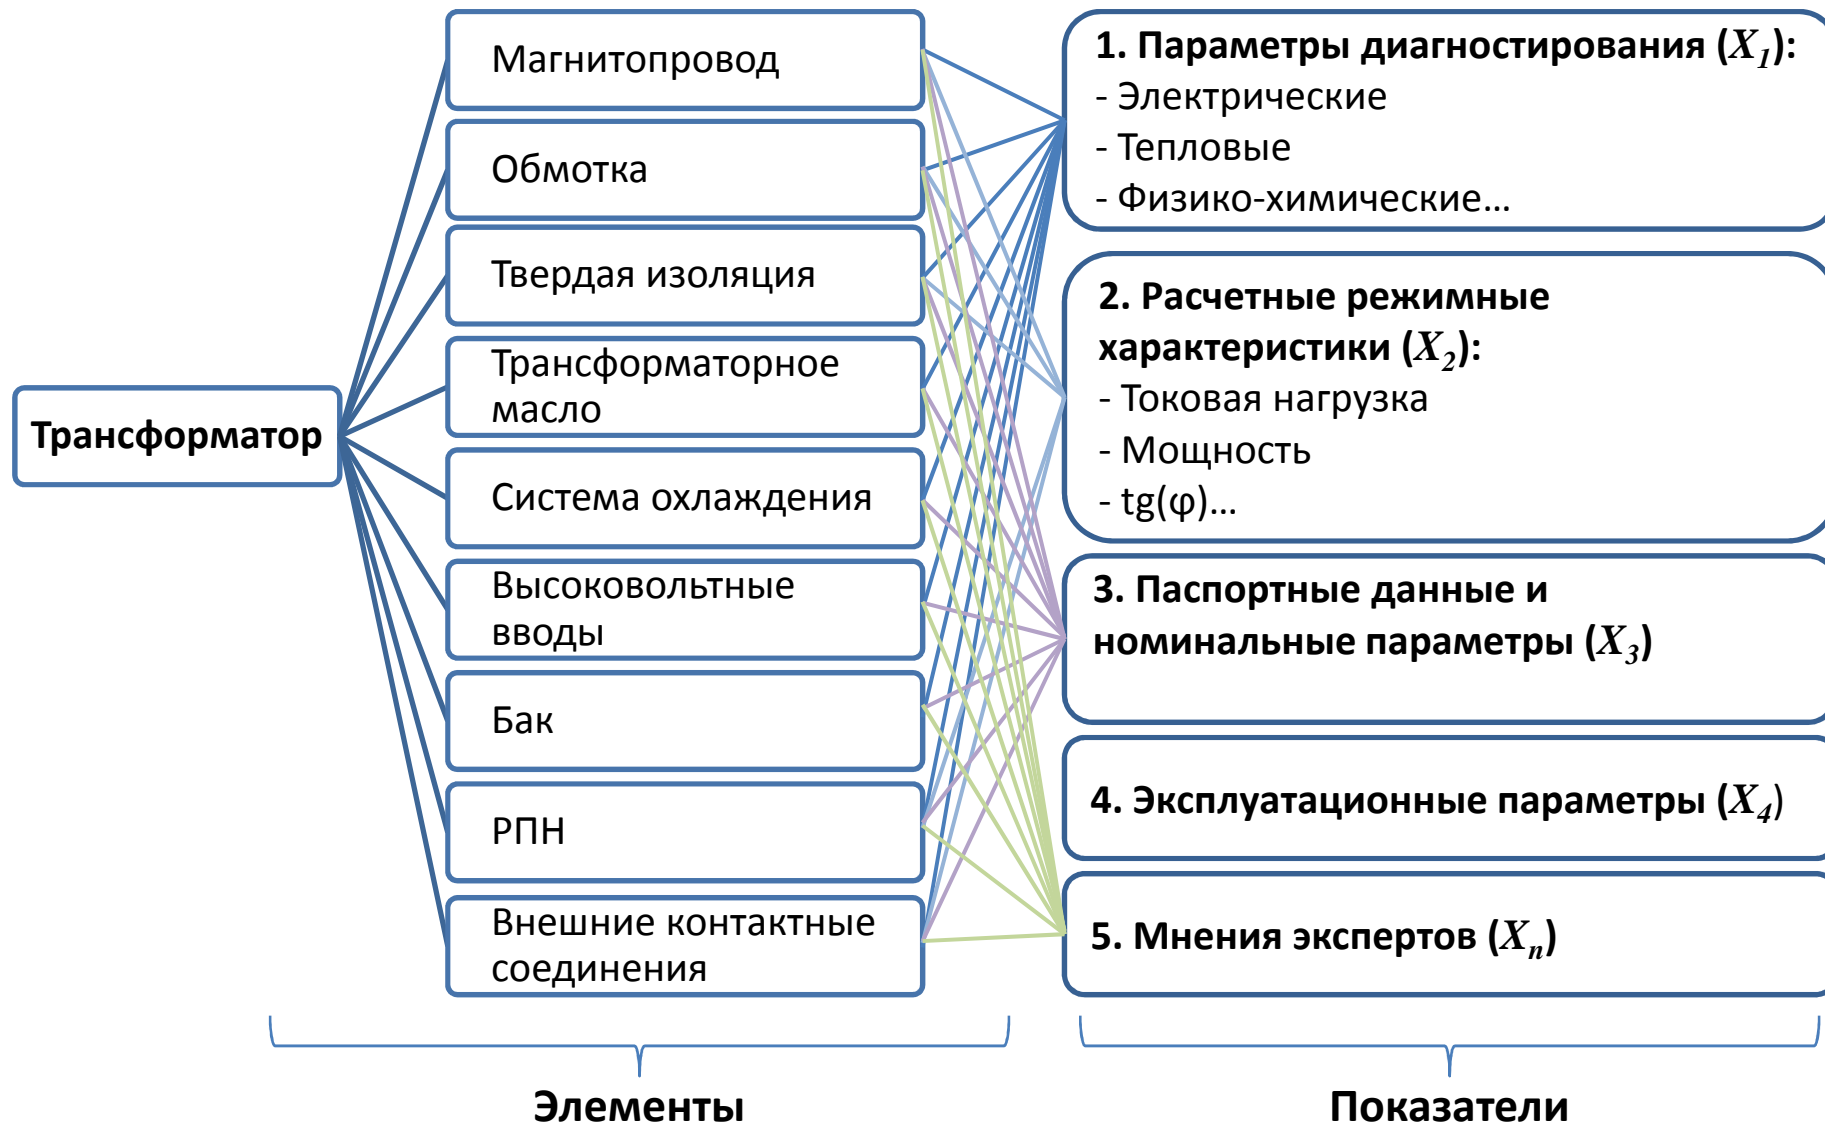 Трансформатор
Магнитопровод
Обмотка
Твердая изоляция
Трансформаторное
масло
Система охлаждения
Высоковольтные
вводы
Бак
РПН
Внешние контактные
соединения
Элементы
1. Параметры диагностирования (X1):
- Электрические
- Тепловые
- Физико-химические...
2. Расчетные режимные
характеристики (X2):
- Токовая нагрузка
- Мощность
- tg(φ)...
3. Паспортные данные и
номинальные параметры (X3)
4. Эксплуатационные параметры (X4)
5. Мнения экспертов (Xn)
Показатели